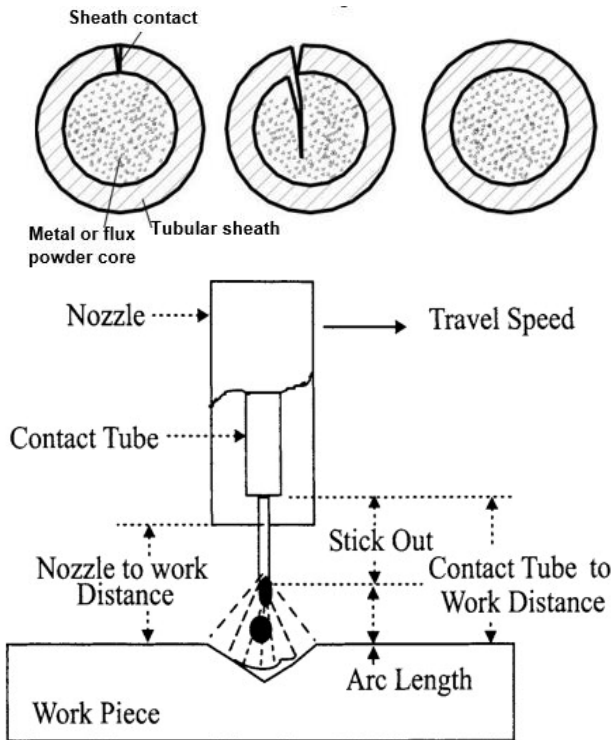 Sheath contact
Metal or flux
powder core
Tubular sheath
Nozzle
Travel Speed
Contact Tube
Stick Out
Nozzle to work
Distance
Contact Tube to
Work Distance
Arc Length
Work Piece